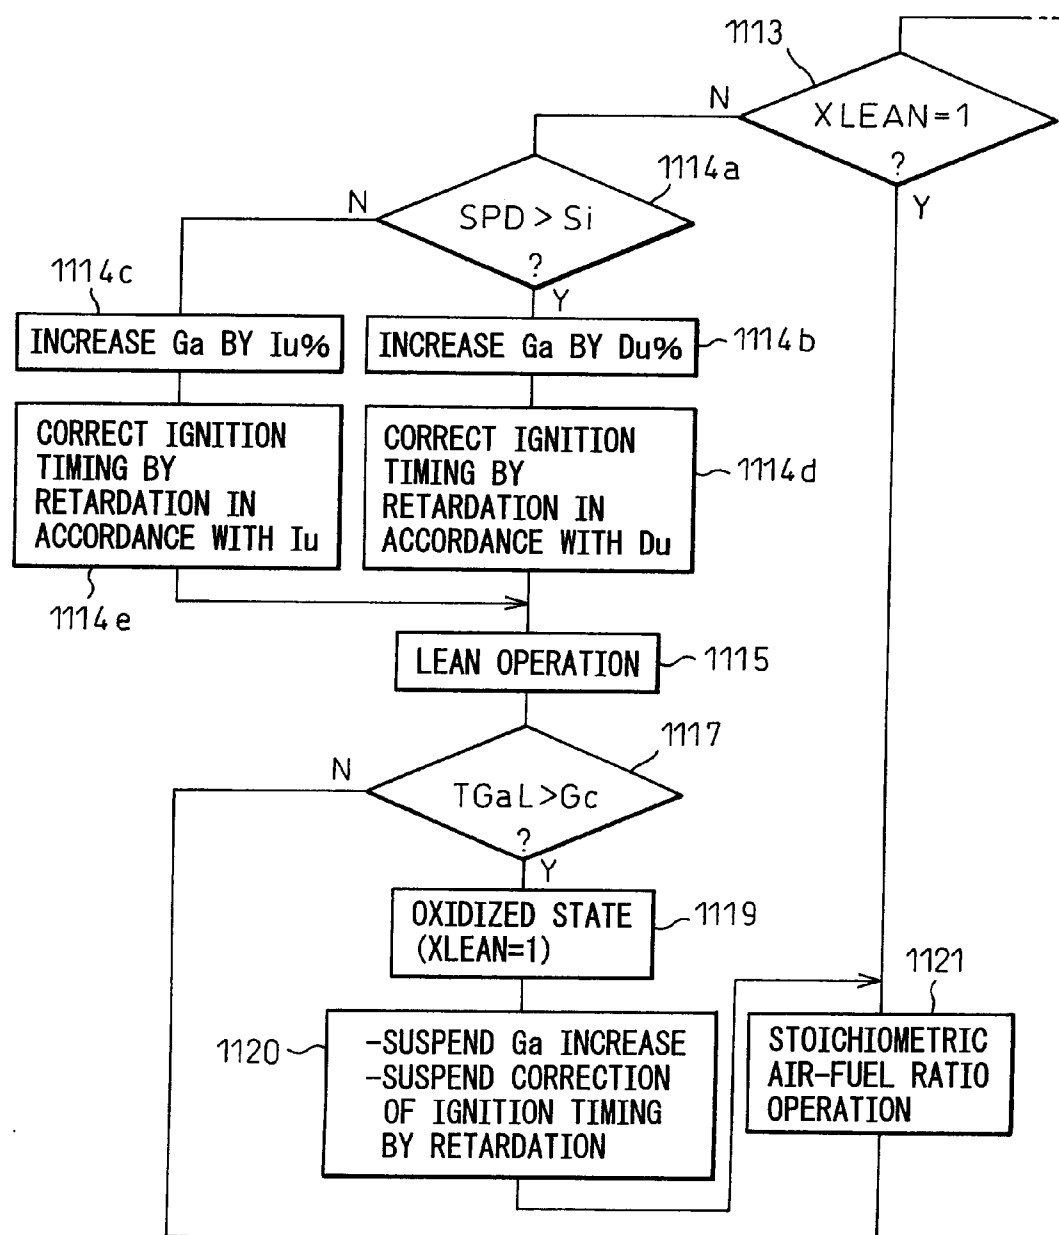 1113
N
XLEAN=1
?
Y
1114a
N
SPD>Si
?
Y
1114c
INCREASE Ga BY Iu%
INCREASE Ga BY Du%
1114b
CORRECT IGNITION
TIMING BY
RETARDATION IN
ACCORDANCE WITH Iu
CORRECT IGNITION
TIMING BY
RETARDATION IN
ACCORDANCE WITH Du
1114d
1114e
LEAN OPERATION
1115
1117
N
TGaL>Gc
?
Y
OXIDIZED STATE
(XLEAN=1)
1119
1121
1120
-SUSPEND Ga INCREASE
-SUSPEND CORRECTION
OF IGNITION TIMING
BY RETARDATION
STOICHIOMETRIC
AIR-FUEL RATIO
OPERATION